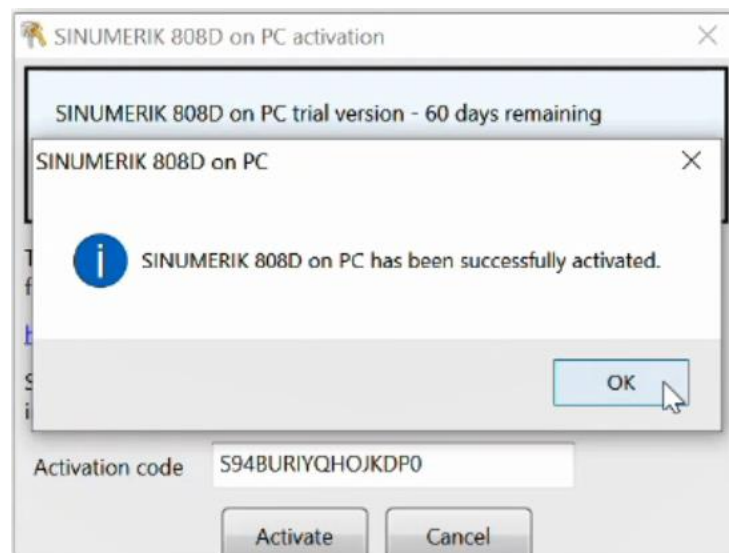 SINUMERIK 808D on PC activation
SINUMERIK 808D on PC trial version - 60 days remaining
SINUMERIK 808D on PC
SINUMERIK 808D on PC has been successfully activated.
OK
Activation code S94BURIYQHOJKDP0
Activate Cancel